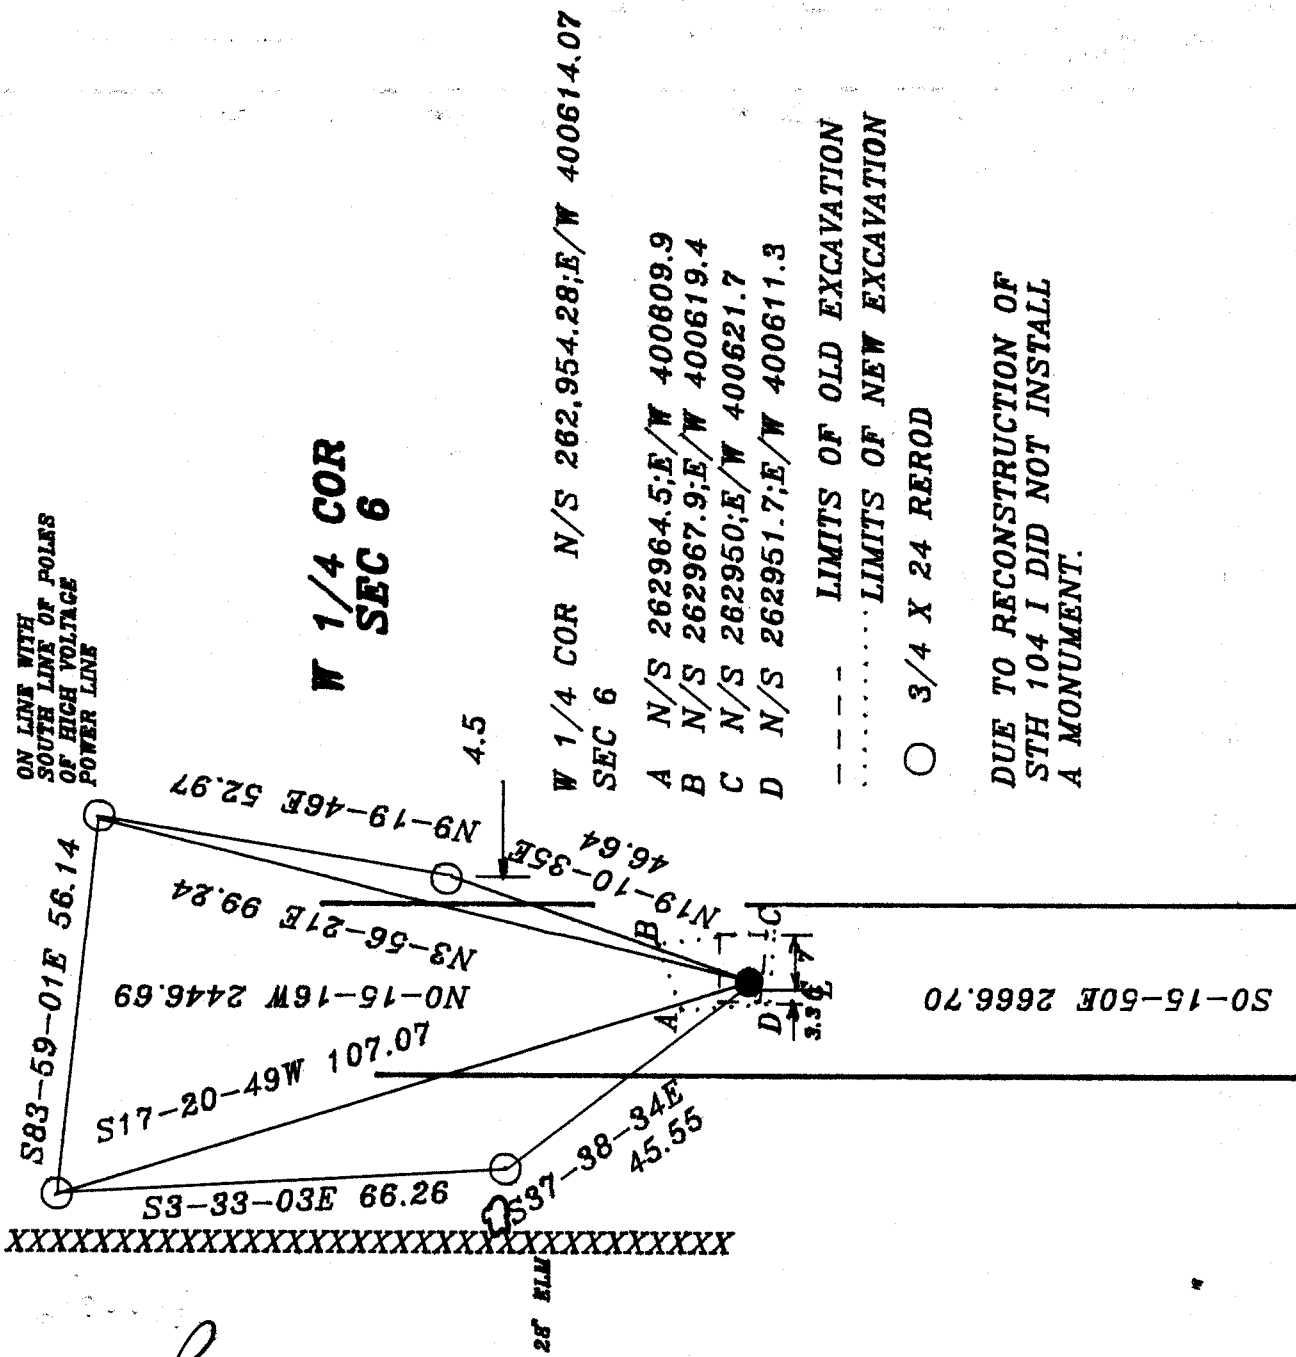 ON LINE WITH
SOUTH LINE OF POLES
OF HIGH VOLTAGE
POWER LINE
W 1/4 COR
SEC 6
S83-59-01E 56.14
N9-19-46E 52.97
4.5
N3-56-21E 99.24
N19-10-35E
46.64
N0-15-16W 2446.69
S17-20-49W 107.07
S3-33-03E 66.26
S37-38-34E
45.55
XXXXXXXXXXXXXXXXXXXXXXXXXXXXXXXXXXXXXX
28" ELM
A
B
C
D
7
3.3
S0-15-50E 2666.70
W 1/4 COR N/S 262,954.28;E/W 400614.07
SEC 6
A N/S 262964.5;E/W 400609.9
B N/S 262967.9;E/W 400619.4
C N/S 262950;E/W 400621.7
D N/S 262951.7;E/W 400611.3
LIMITS OF OLD EXCAVATION
LIMITS OF NEW EXCAVATION
3/4 X 24 REROD
DUE TO RECONSTRUCTION OF
STH 104 I DID NOT INSTALL
A MONUMENT.